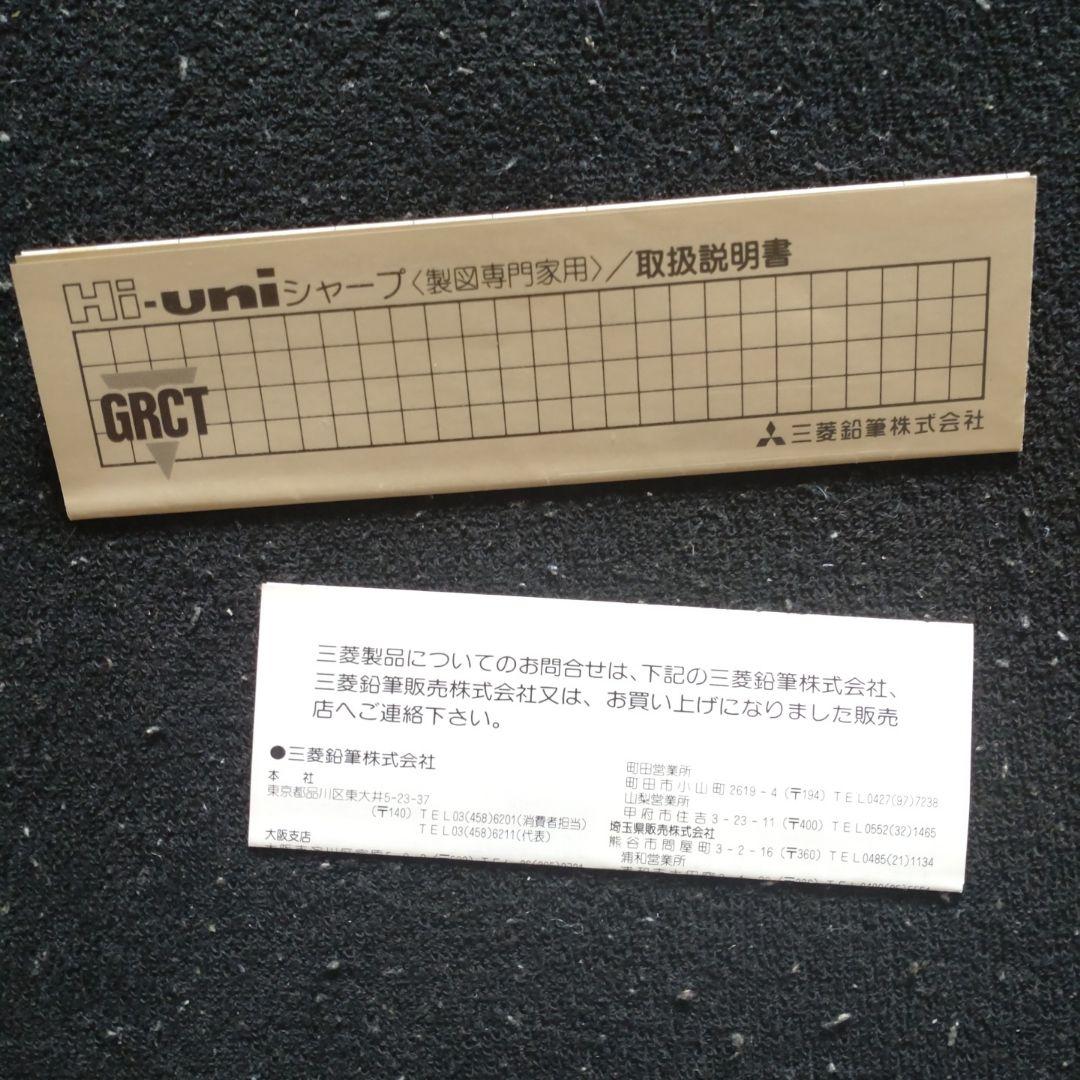 Hi-uniシャープ〈製図専門家用〉/取扱説明書
GRCT
三菱鉛筆株式会社
三菱製品についてのお問合せは、下記の三菱鉛筆株式会社、
三菱鉛筆販売株式会社又は、お買い上げになりました販売
店へご連絡下さい。
●三菱鉛筆株式会社
本 社
東京都品川区東大井5-23-37
(〒140) TEL03(458)6201(消費者担当)
TEL03(458)6211(代表)
大阪支店
町田営業所
町田市小山町2619-4 (〒194) TEL0427(97)7238
山梨営業所
甲府市住吉3-23-11 (〒400) TEL0552(32)1465
埼玉県販売株式会社
熊谷市問屋町3-2-16 (〒360) TEL0485(21)1134
浦和営業所